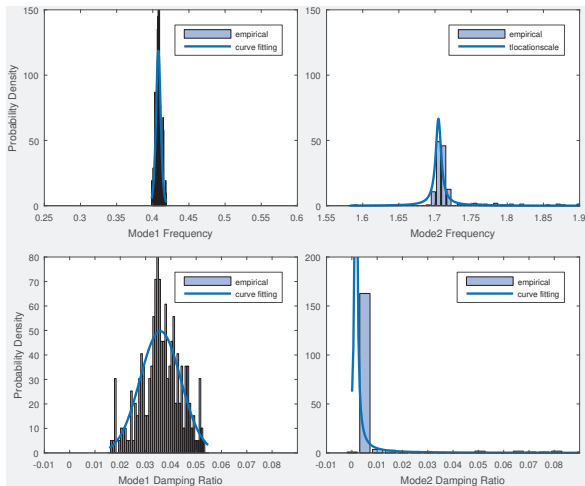 150
100
50
0
Probability Density
empirical
curve fitting
0.25 0.3 0.35 0.4 0.45 0.5 0.55 0.6
Mode1 Frequency
150
100
50
0
empirical
tlocationscale
1.55 1.6 1.65 1.7 1.75 1.8 1.85 1.9
Mode2 Frequency
80
70
60
50
40
30
20
10
0
Probability Density
empirical
curve fitting
-0.01 0 0.01 0.02 0.03 0.04 0.05 0.06 0.07 0.08
Mode1 Damping Ratio
200
150
100
50
0
empirical
curve fitting
-0.01 0 0.01 0.02 0.03 0.04 0.05 0.06 0.07 0.08
Mode2 Damping Ratio